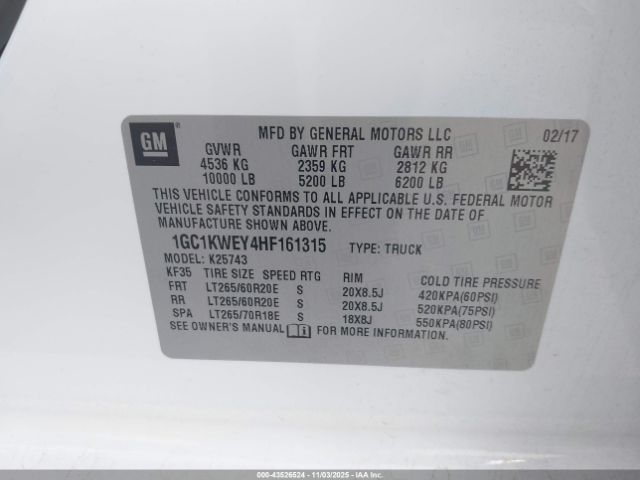 GM ®
MFD BY GENERAL MOTORS LLC 02/17
GVWR GAWR FRT GAWR RR
4536 KG 2359 KG 2812 KG
10000 LB 5200 LB 6200 LB
THIS VEHICLE CONFORMS TO ALL APPLICABLE U.S. FEDERAL MOTOR
VEHICLE SAFETY STANDARDS IN EFFECT ON THE DATE OF
MANUFACTURE SHOWN ABOVE.
1GC1KWEY4HF161315 TYPE: TRUCK
MODEL: K25743
KF35 TIRE SIZE SPEED RTG RIM COLD TIRE PRESSURE
FRT LT265/60R20E S 20X8.5J 420KPA(60PSI)
RR LT265/60R20E S 20X8.5J 520KPA(75PSI)
SPA LT265/70R18E S 18X8J 550KPA(80PSI)
SEE OWNER'S MANUAL FOR MORE INFORMATION.
000-43526524 - 11/03/2025 - IAAI.CA